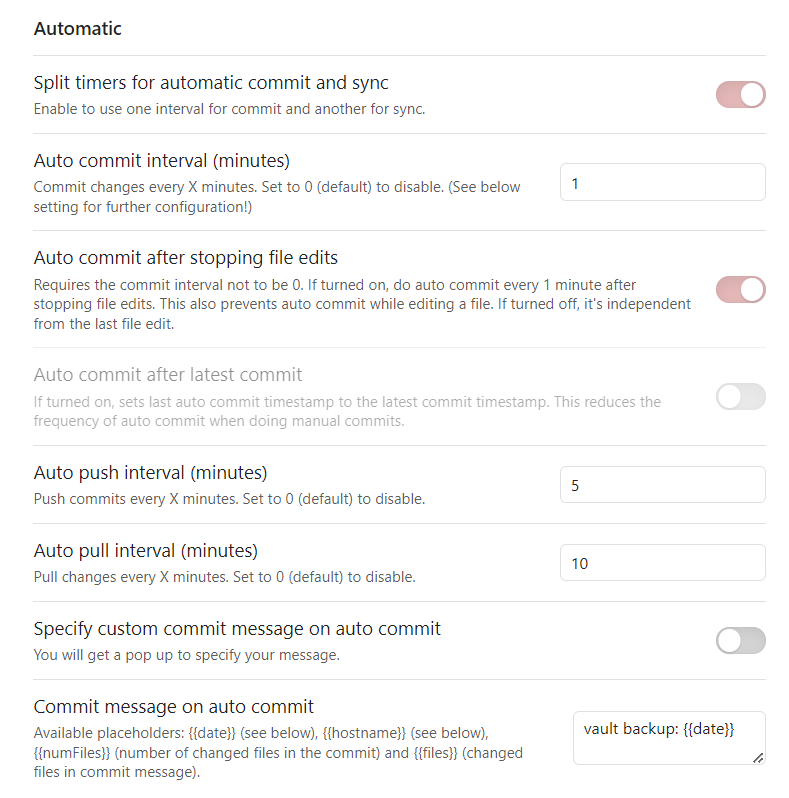 Automatic
Split timers for automatic commit and sync
Enable to use one interval for commit and another for sync.
Auto commit interval (minutes)
Commit changes every X minutes. Set to 0 (default) to disable. (See below
setting for further configuration!)
1
Auto commit after stopping file edits
Requires the commit interval not to be 0. If turned on, do auto commit every 1 minute after
stopping file edits. This also prevents auto commit while editing a file. If turned off, it's independent
from the last file edit.
Auto commit after latest commit
If turned on, sets last auto commit timestamp to the latest commit timestamp. This reduces the
frequency of auto commit when doing manual commits.
Auto push interval (minutes)
Push commits every X minutes. Set to 0 (default) to disable.
5
Auto pull interval (minutes)
Pull changes every X minutes. Set to 0 (default) to disable.
10
Specify custom commit message on auto commit
You will get a pop up to specify your message.
Commit message on auto commit
Available placeholders: {{date}} (see below), {{hostname}} (see below),
{{numFiles}} (number of changed files in the commit) and {{files}} (changed
files in commit message).
vault backup: {{date}}